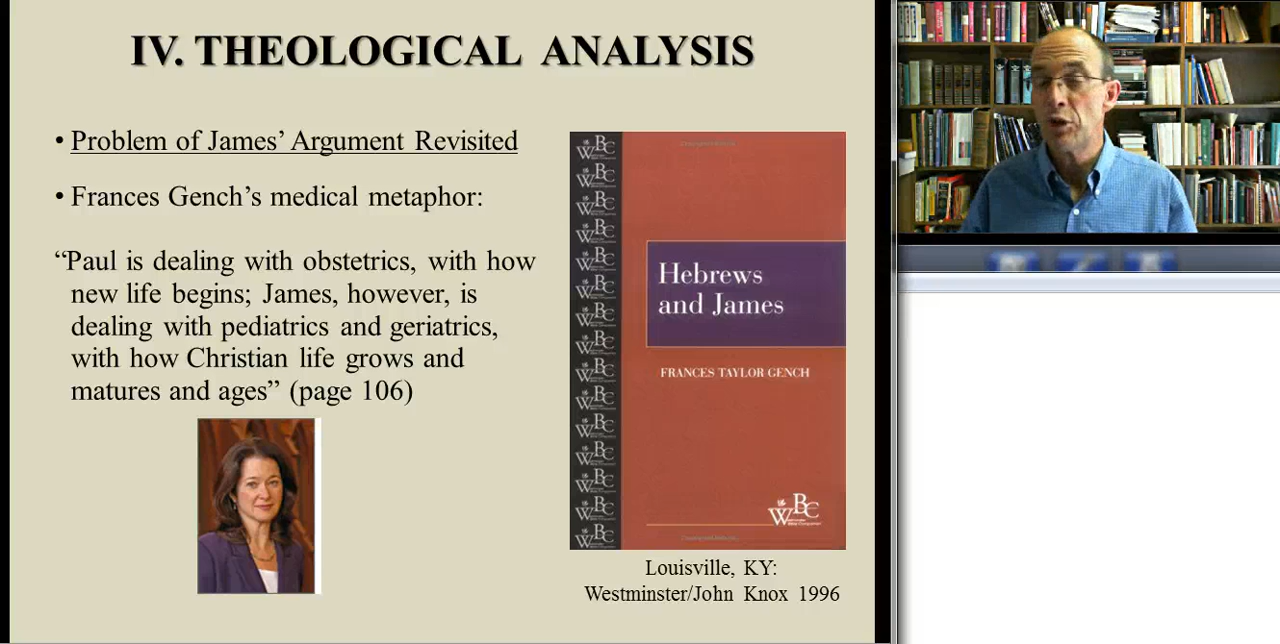 IV. THEOLOGICAL ANALYSIS
• Problem of James’ Argument Revisited
• Frances Gench’s medical metaphor:
“Paul is dealing with obstetrics, with how
new life begins; James, however, is
dealing with pediatrics and geriatrics,
with how Christian life grows and
matures and ages” (page 106)
Hebrews
and James
FRANCES TAYLOR GENCH
WBC
Louisville, KY:
Westminster/John Knox 1996